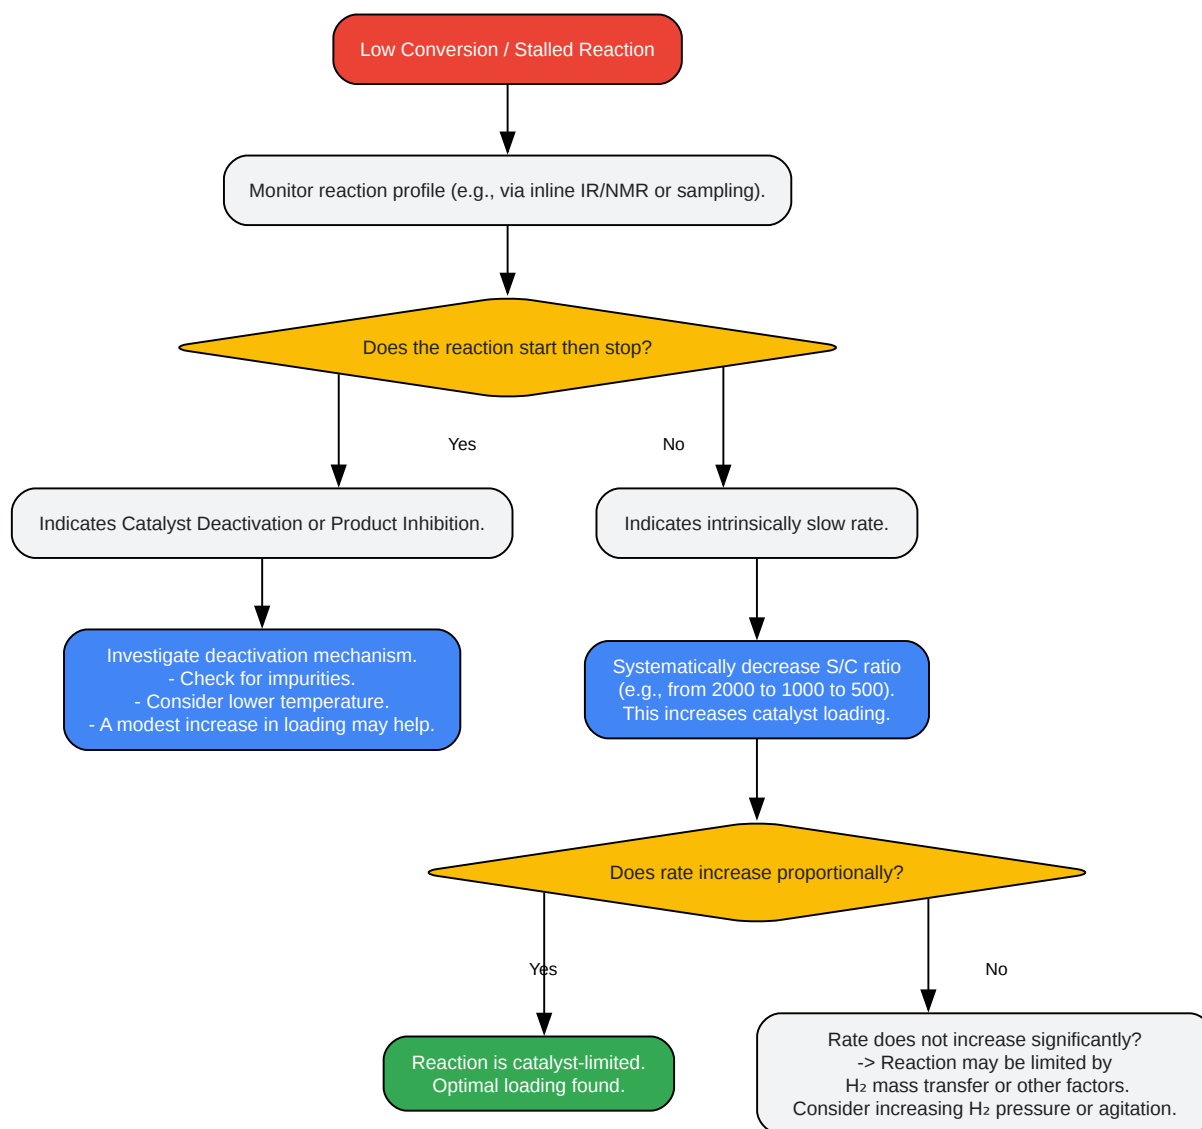 Low Conversion / Stalled Reaction
Monitor reaction profile (e.g., via inline IR/NMR or sampling).
Does the reaction start then stop?
Yes
No
Indicates Catalyst Deactivation or Product Inhibition.
Indicates intrinsically slow rate.
Investigate deactivation mechanism.
- Check for impurities.
- Consider lower temperature.
- A modest increase in loading may help.
Systematically decrease S/C ratio
(e.g., from 2000 to 1000 to 500).
This increases catalyst loading.
Does rate increase proportionally?
Yes
No
Reaction is catalyst-limited.
Optimal loading found.
Rate does not increase significantly?
-> Reaction may be limited by
H₂ mass transfer or other factors.
Consider increasing H₂ pressure or agitation.